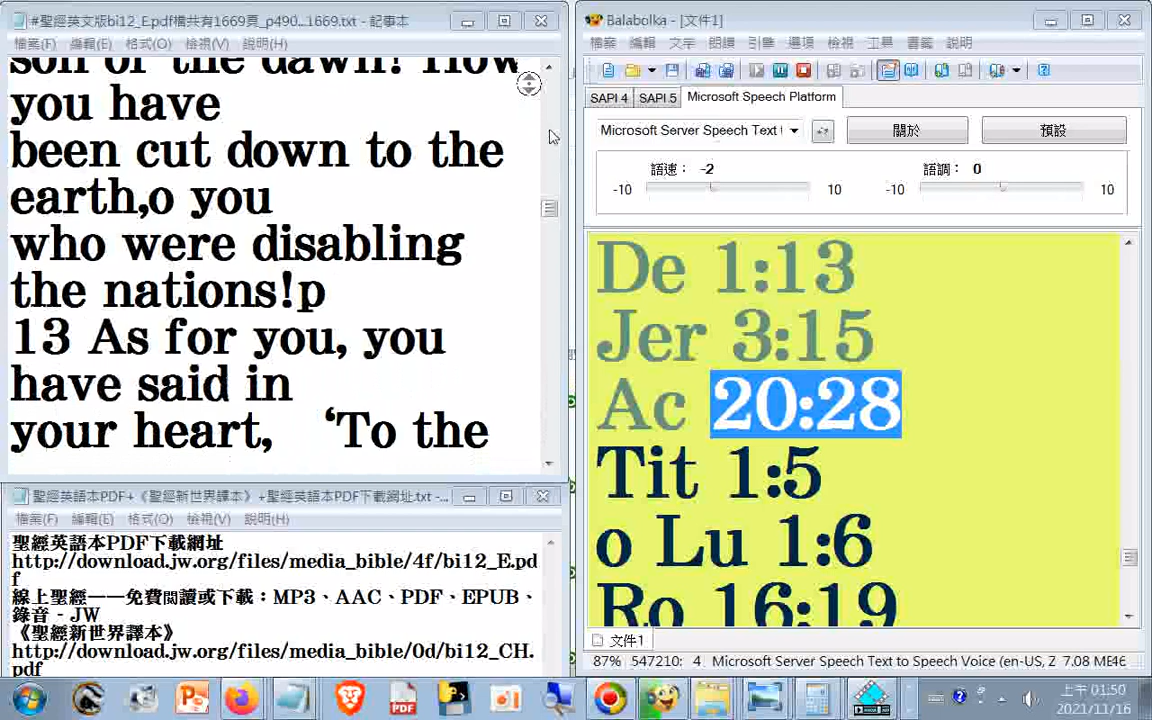 #聖經英文版bi12_E.pdf檔共有1669頁_p490...1669.txt - 記事本
檔案(F) 編輯(E) 格式(O) 檢視(V) 說明(H)
son of the dawn! How
you have
been cut down to the
earth,o you
who were disabling
the nations!p
13 As for you, you
have said in
your heart, ‘To the
聖經英語本PDF+《聖經新世界譯本》+聖經英語本PDF下載網址.txt -...
檔案(F) 編輯(E) 格式(O) 檢視(V) 說明(H)
聖經英語本PDF下載網址
http://download.jw.org/files/media_bible/4f/bi12_E.pd
f
線上聖經——免費閱讀或下載：MP3、AAC、PDF、EPUB、
錄音 - JW
《聖經新世界譯本》
http://download.jw.org/files/media_bible/0d/bi12_CH.
pdf
Balabolka - [文件1]
檔案 編輯 文字 朗讀 引擎 選項 檢視 工具 書籤 說明
SAPI 4 SAPI 5 Microsoft Speech Platform
Microsoft Server Speech Text 關於 預設
語速： -2 語調： 0
-10 10 -10 10
De 1:13
Jer 3:15
Ac 20:28
Tit 1:5
o Lu 1:6
Ro 16:19
文件1
87% 547210: 4 Microsoft Server Speech Text to Speech Voice (en-US, Z 7.08 ME46
PDF
上午 01:50
2021/11/16